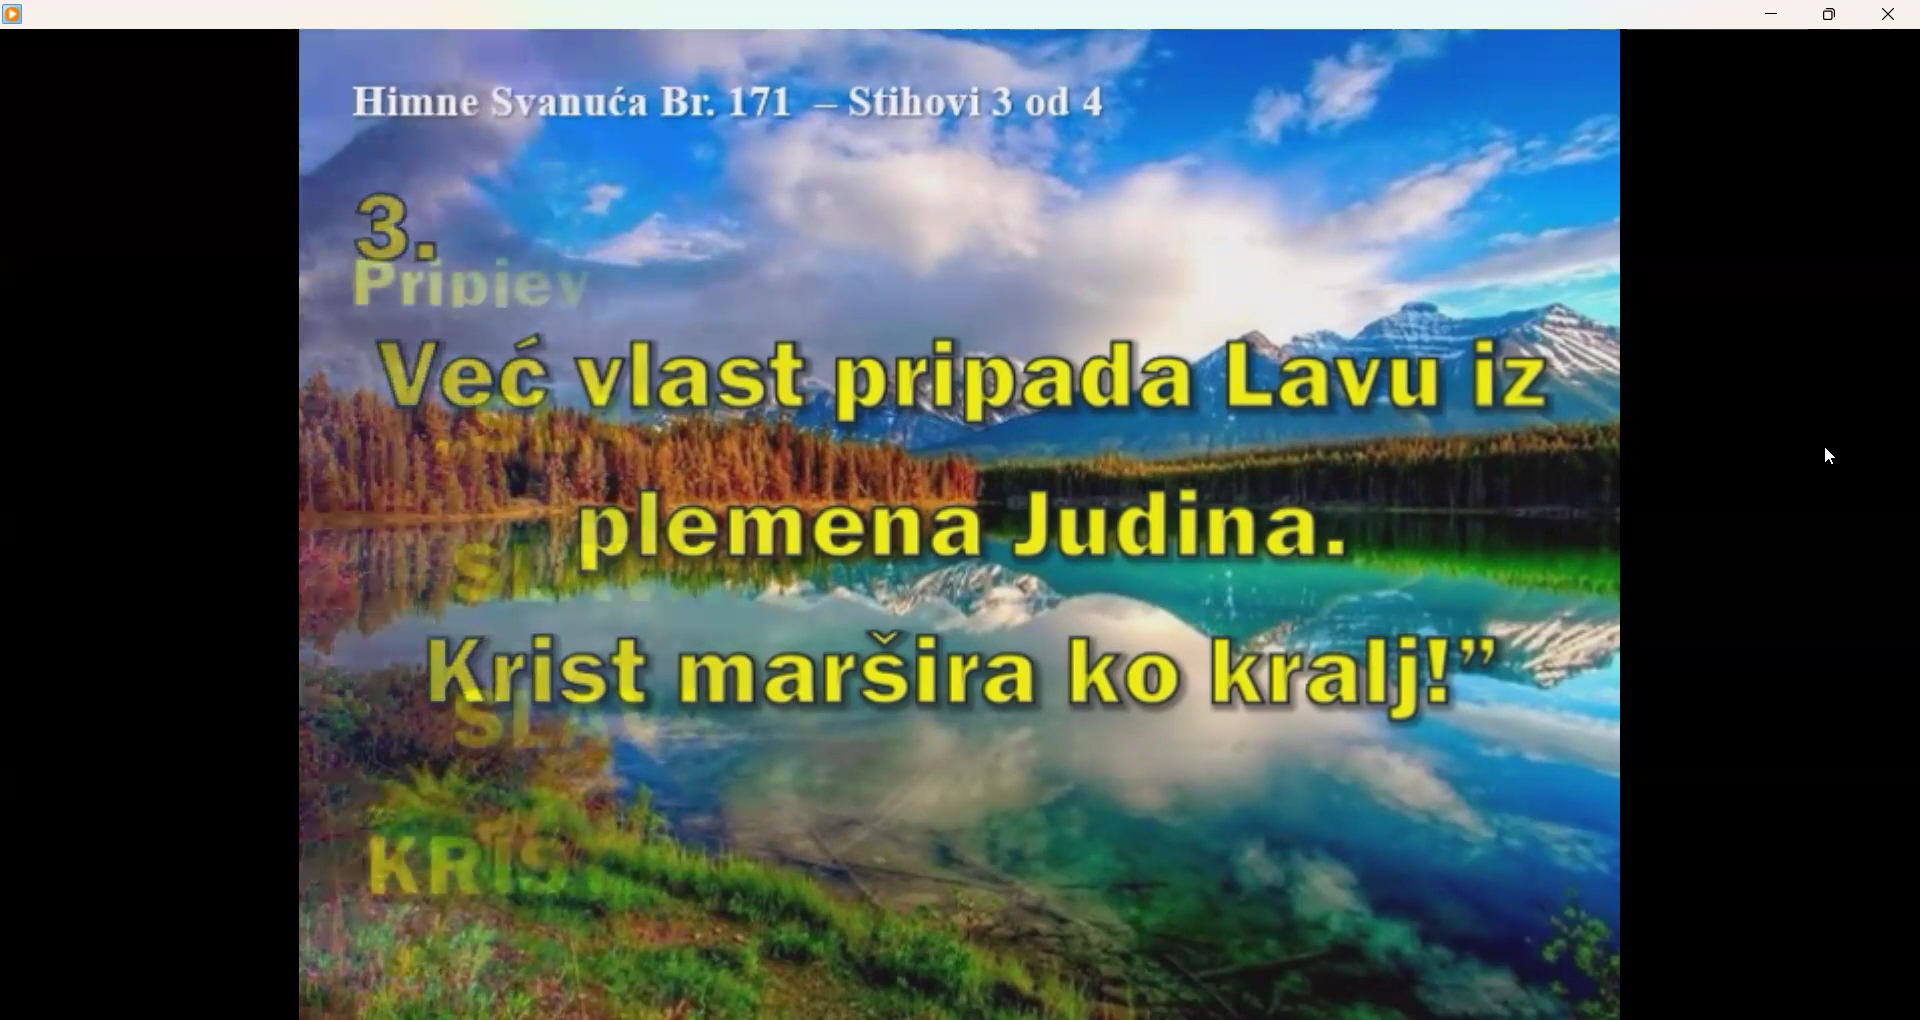 Himne Svanuća Br. 171 – Stihovi 3 od 4
3.
Pripjev
Već vlast pripada Lavu iz
plemena Judina.
Krist maršira ko kralj!”